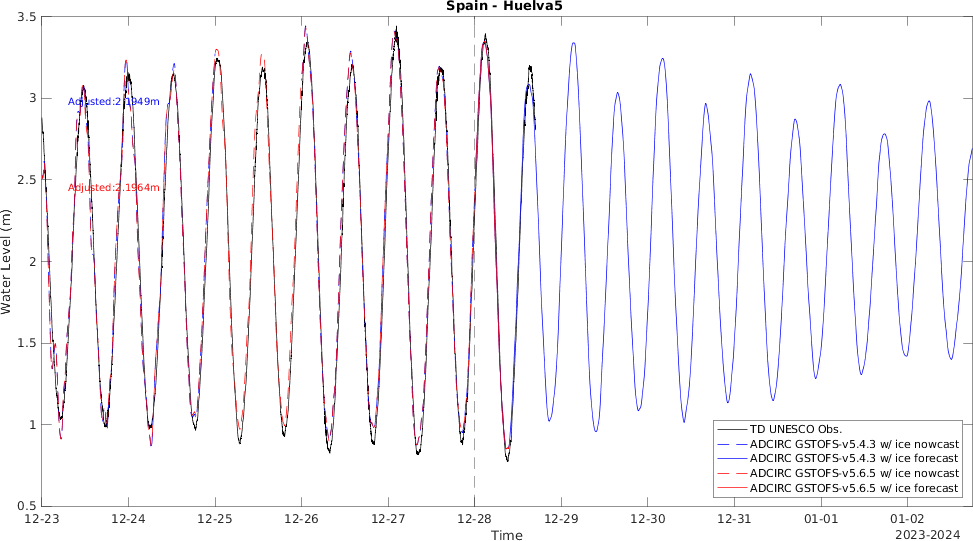 Spain - Huelva5
3.5
3
2.5
2
1.5
1
0.5
Water Level (m)
Adjusted:2.1949m
Adjusted:2.1964m
TD UNESCO Obs.
ADCIRC GSTOFS-v5.4.3 w/ ice nowcast
ADCIRC GSTOFS-v5.4.3 w/ ice forecast
ADCIRC GSTOFS-v5.6.5 w/ ice nowcast
ADCIRC GSTOFS-v5.6.5 w/ ice forecast
12-23 12-24 12-25 12-26 12-27 12-28 12-29 12-30 12-31 01-01 01-02
Time
2023-2024